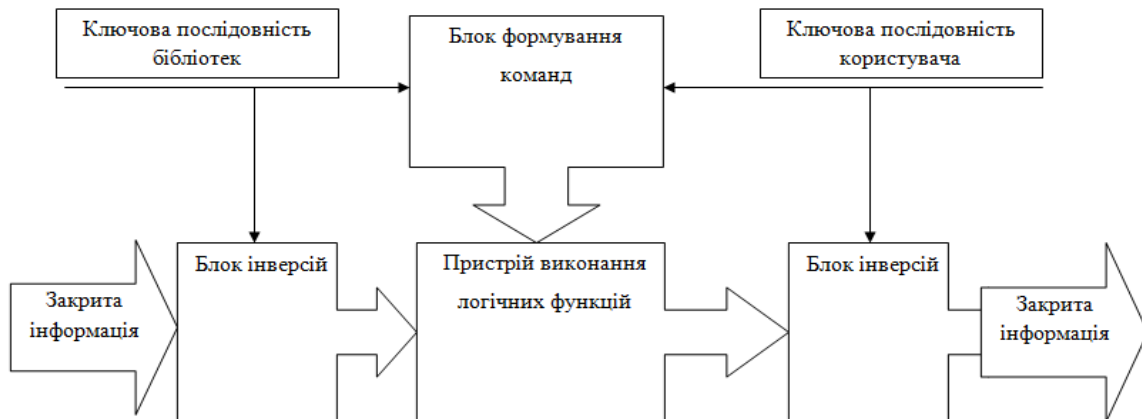 Ключова послідовність
бібліотек
Блок формування
команд
Ключова послідовність
користувача
Закрита
інформація
Блок інверсій
Пристрій виконання
логічних функцій
Блок інверсій
Закрита
інформація